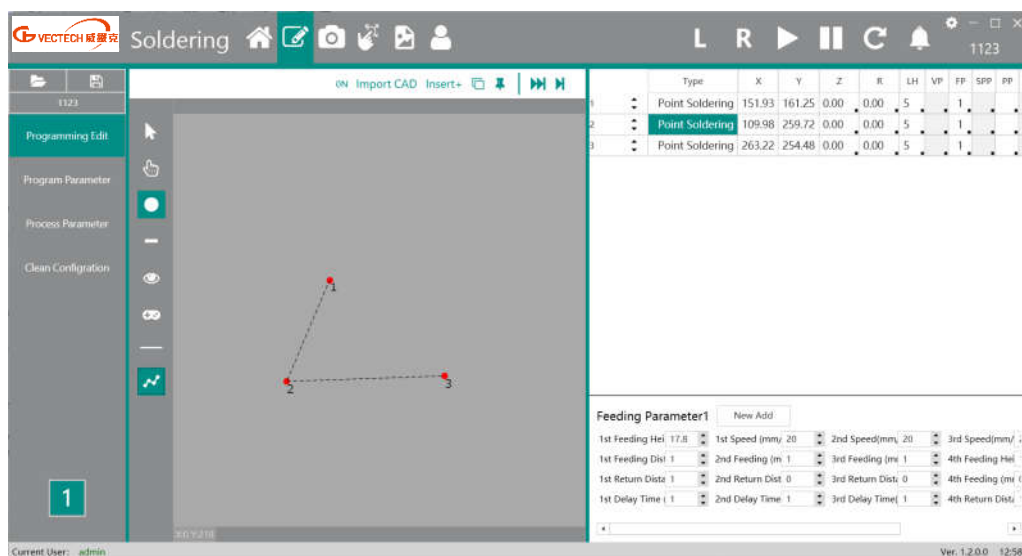 VECTECH 威壓克 Soldering L R 1123
ON Import CAD Insert+
1123
Programming Edit
Program Parameter
Process Parameter
Clean Configration
1
1
2
3
X:0,Y:210
Type X Y Z R LH VP FP SPP PP
1 Point Soldering 151.93 161.25 0.00 0.00 5 1
2 Point Soldering 109.98 259.72 0.00 0.00 5 1
3 Point Soldering 263.22 254.48 0.00 0.00 5 1
Feeding Parameter1 New Add
1st Feeding Hei 17.8 1st Speed (mm/ 20 2nd Speed(mm, 20 3rd Speed(mm/
1st Feeding Dist 1 2nd Feeding (m 1 3rd Feeding (mr 1 4th Feeding Hei
1st Return Dista 1 2nd Return Dist 0 3rd Return Dista 0 4th Feeding (mr
1st Delay Time ( 1 2nd Delay Time 1 3rd Delay Time( 1 4th Return Dista
Current User: admin Ver. 1.2.0.0 12:59